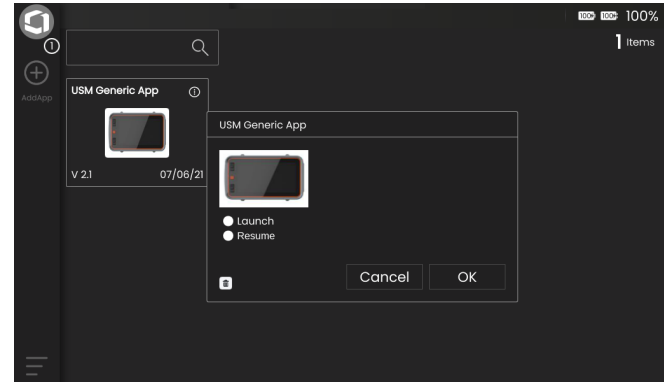 100% 100% 100%
1
1 Items
AddApp
USM Generic App
V 2.1 07/06/21
USM Generic App
Launch
Resume
Cancel OK